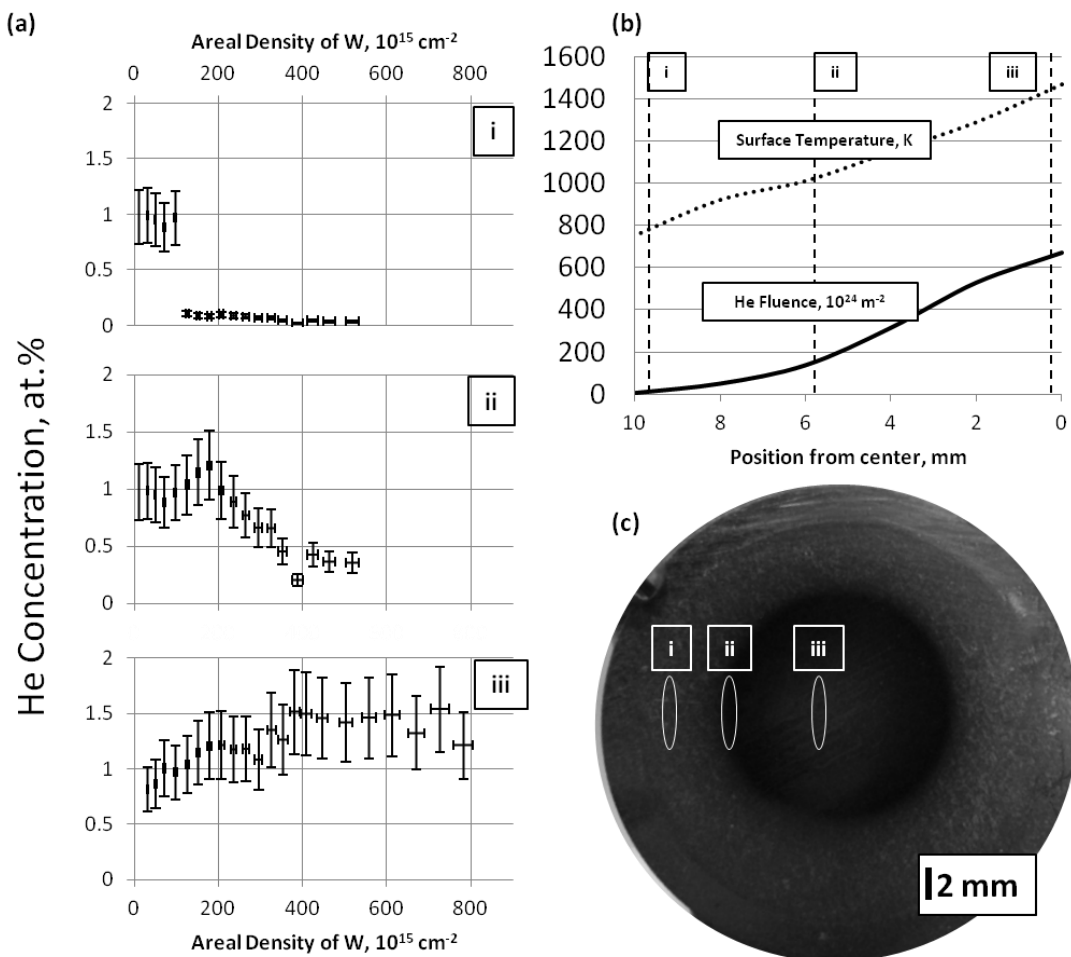 (a)
Areal Density of W, 10¹⁵ cm⁻²
0 200 400 600 800
2
1.5
1
0.5
0
i
2
1.5
1
0.5
0
ii
2
1.5
1
0.5
0
iii
0 200 400 600 800
Areal Density of W, 10¹⁵ cm⁻²
He Concentration, at.%
(b)
1600
1400
1200
1000
800
600
400
200
0
i ii iii
Surface Temperature, K
He Fluence, 10²⁴ m⁻²
10 8 6 4 2 0
Position from center, mm
(c)
i ii iii
2 mm